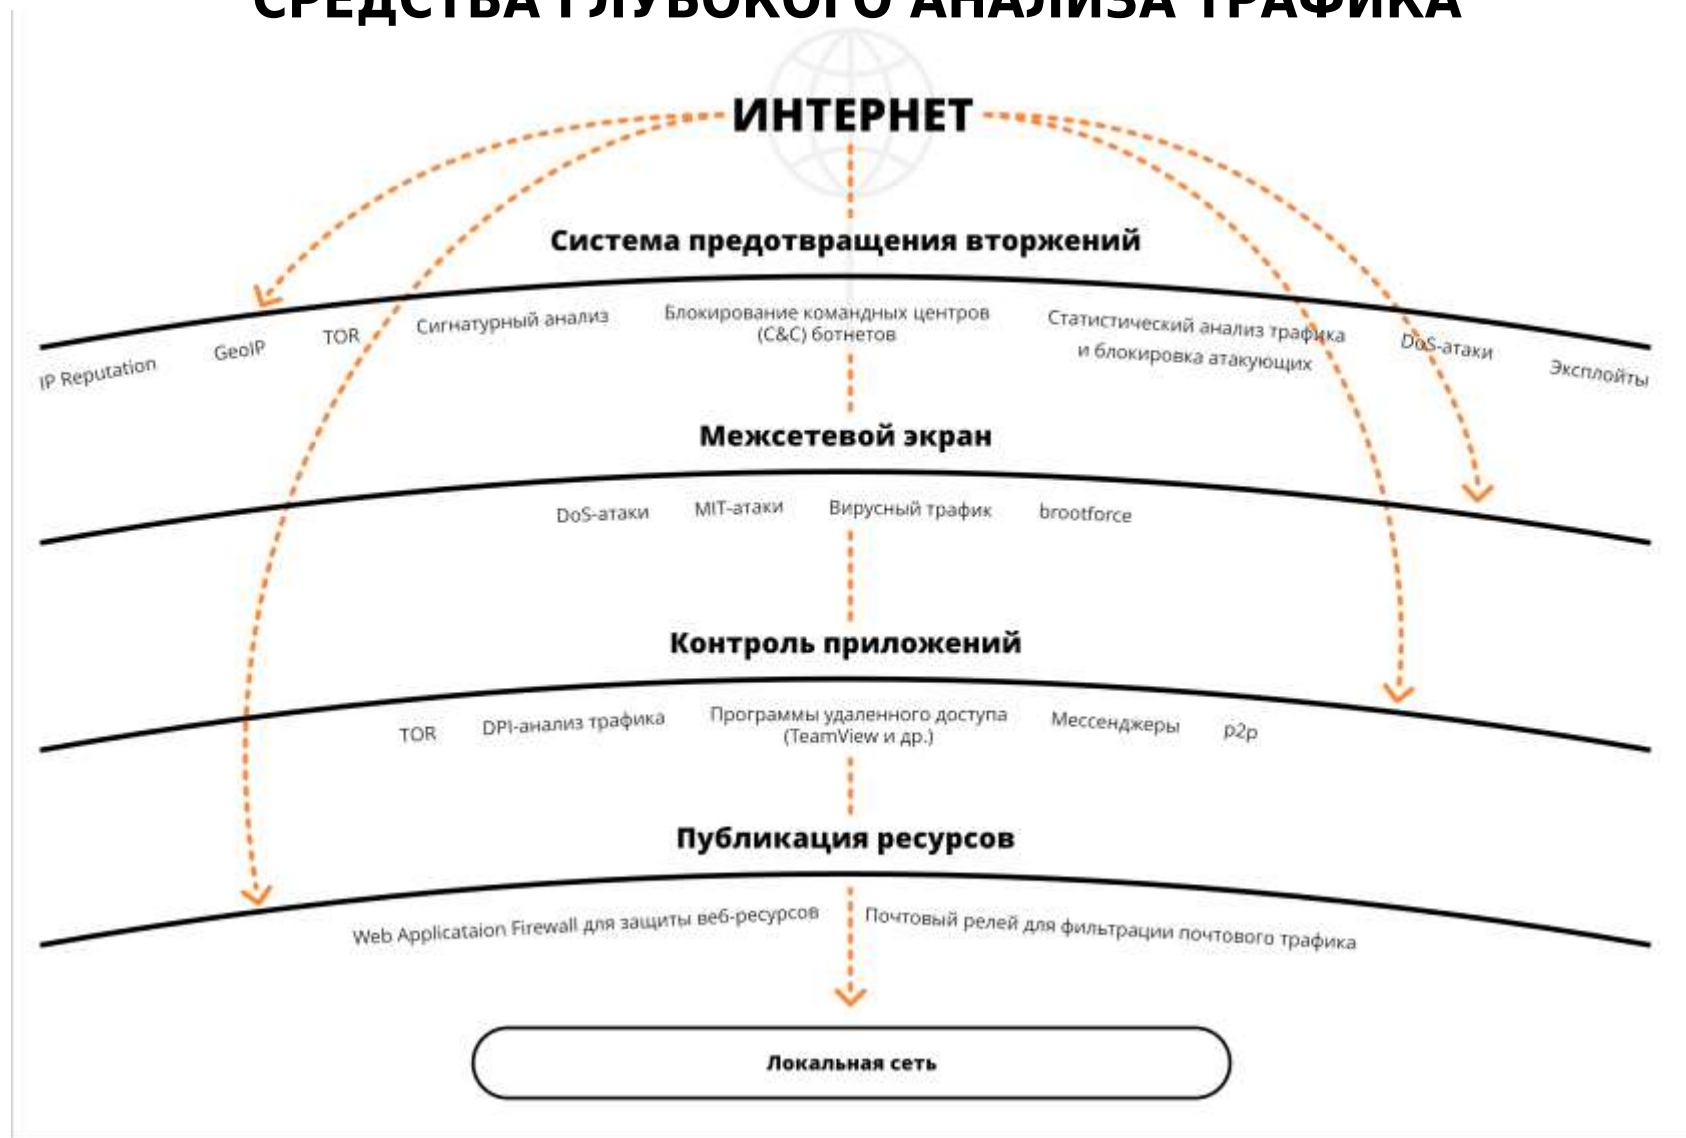 СРЕДСТВА ГЛУБОКОГО АНАЛИЗА ТРАФИКА
ИНТЕРНЕТ
Система предотвращения вторжений
IP Reputation
GeoIP
TOR
Сигнатурный анализ
Блокирование командных центров
(C&C) ботнетов
Статистический анализ трафика
и блокировка атакующих
DoS-атаки
Эксплойты
Межсетевой экран
DoS-атаки
MIT-атаки
Вирусный трафик
brootforce
Контроль приложений
TOR
DPI-анализ трафика
Программы удаленного доступа
(TeamView и др.)
Мессенджеры
p2p
Публикация ресурсов
Web Applicataion Firewall для защиты веб-ресурсов
Почтовый релей для фильтрации почтового трафика
Локальная сеть